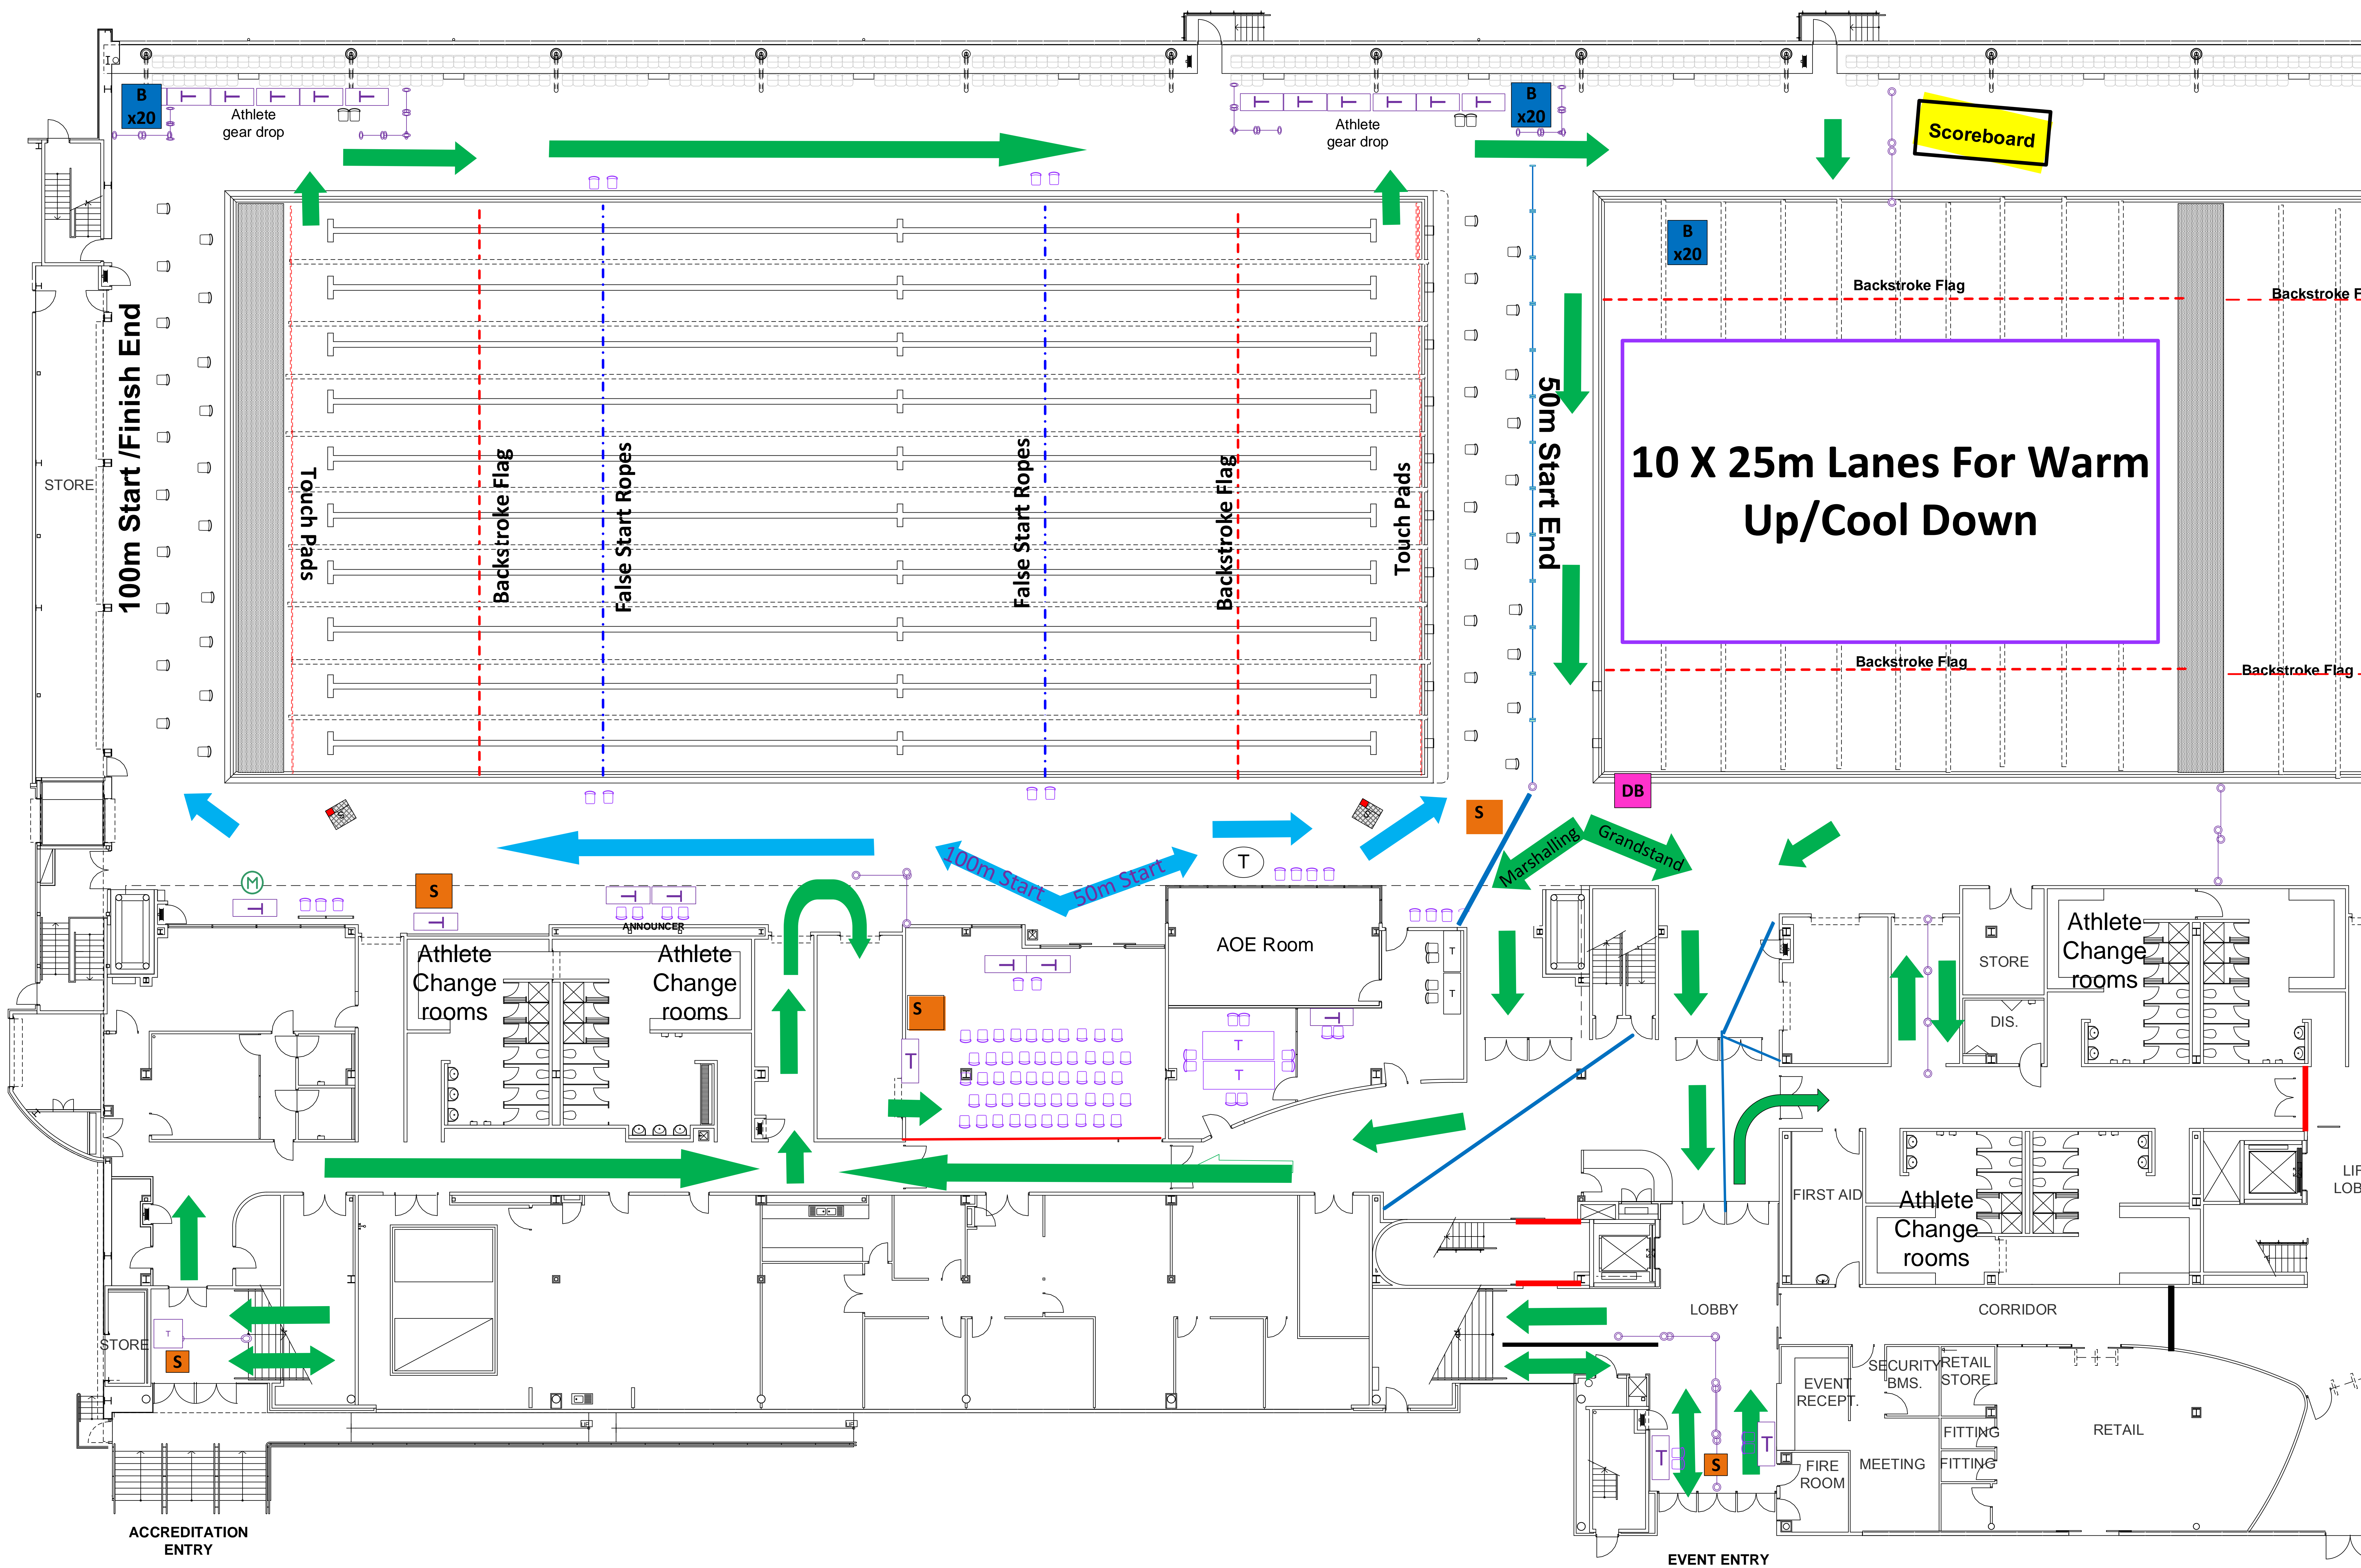 B
x20
Athlete
gear drop
Athlete
gear drop
B
x20
Scoreboard
B
x20
Backstroke Flag
Backstroke F
100m Start /Finish End
STORE
Touch Pads
Backstroke Flag
False Start Ropes
False Start Ropes
Backstroke Flag
Touch Pads
50m Start End
10 X 25m Lanes For Warm
Up/Cool Down
Backstroke Flag
Backstroke Flag
S
S
S
DB
Marshalling
Grandstand
100m Start
50m Start
T
M
S
T
T
T
T
ANNOUNCER
Athlete
Change
rooms
Athlete
Change
rooms
AOE Room
T
T
T
T
S
T
T
T
T
STORE
DIS.
Athlete
Change
rooms
FIRST AID
Athlete
Change
rooms
LIF
LOB
STORE
T
S
LOBBY
CORRIDOR
EVENT
RECEPT.
SECURITY
BMS.
RETAIL
STORE
FITTING
FITTING
RETAIL
T
T
S
FIRE
ROOM
MEETING
ACCREDITATION
ENTRY
EVENT ENTRY